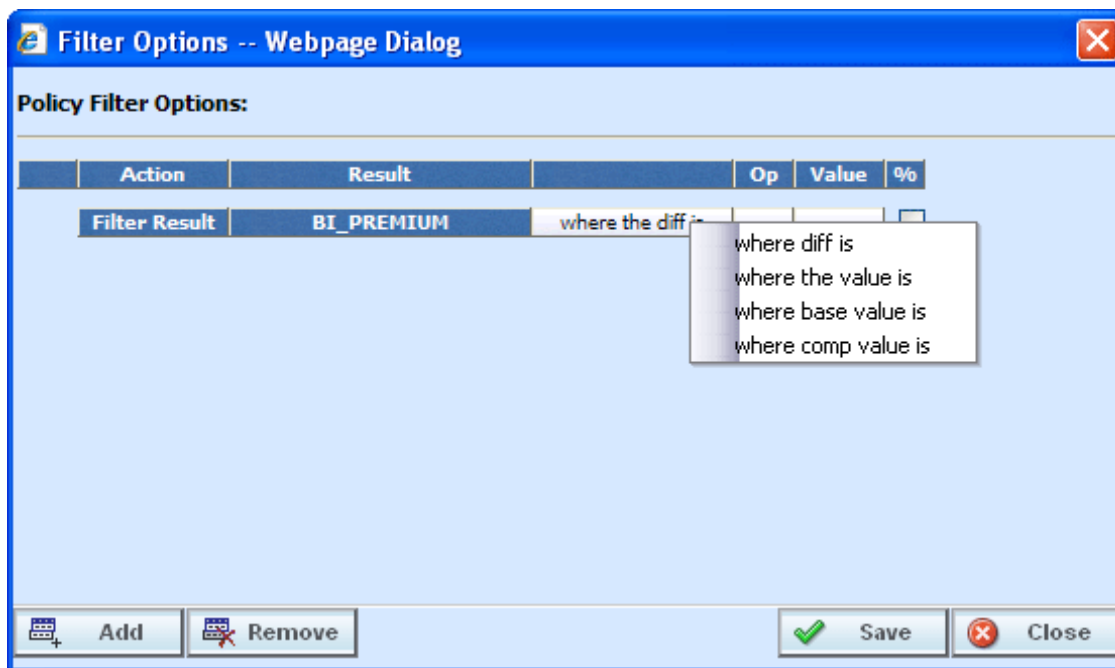 Filter Options -- Webpage Dialog
Policy Filter Options:
Action Result Op Value %
Filter Result BI_PREMIUM where the diff is
where diff is
where the value is
where base value is
where comp value is
Add Remove Save Close